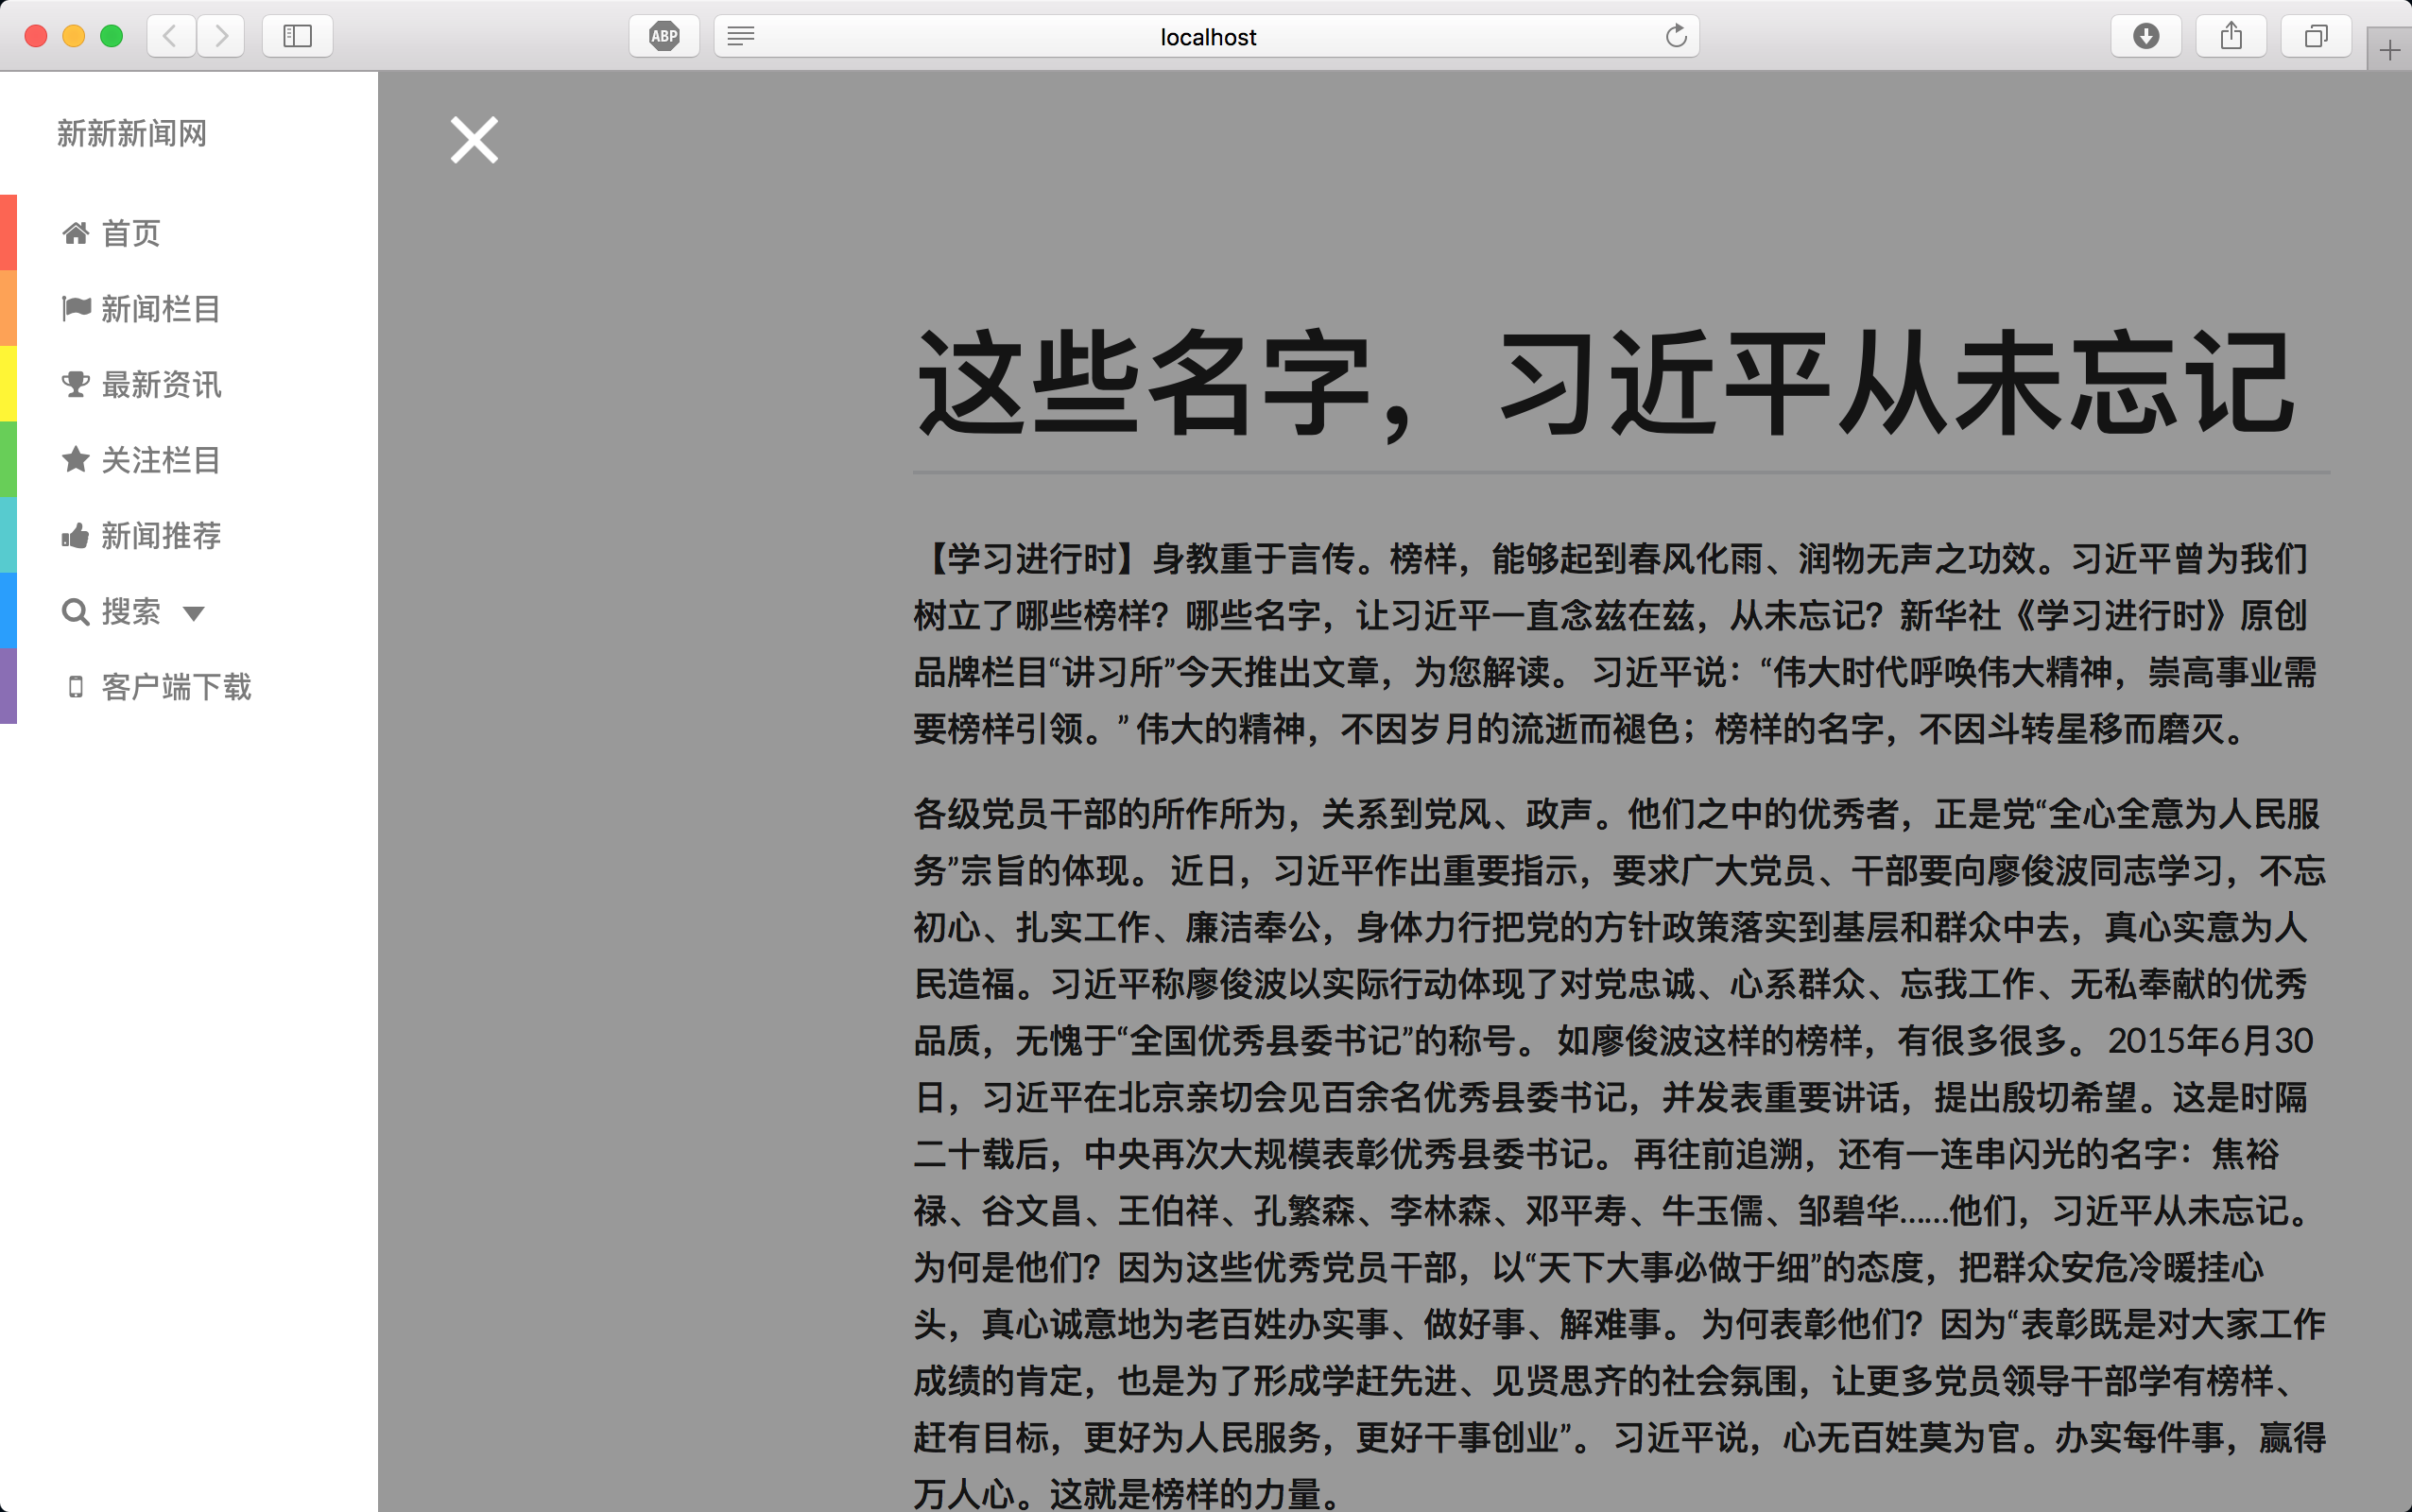 ABP
localhost
新新新闻网
首页
新闻栏目
最新资讯
关注栏目
新闻推荐
搜索
客户端下载
这些名字，习近平从未忘记
【学习进行时】身教重于言传。榜样，能够起到春风化雨、润物无声之功效。习近平曾为我们
树立了哪些榜样？哪些名字，让习近平一直念兹在兹，从未忘记？新华社《学习进行时》原创
品牌栏目“讲习所”今天推出文章，为您解读。 习近平说：“伟大时代呼唤伟大精神，崇高事业需
要榜样引领。” 伟大的精神，不因岁月的流逝而褪色；榜样的名字，不因斗转星移而磨灭。
各级党员干部的所作所为，关系到党风、政声。他们之中的优秀者，正是党“全心全意为人民服
务”宗旨的体现。 近日，习近平作出重要指示，要求广大党员、干部要向廖俊波同志学习，不忘
初心、扎实工作、廉洁奉公，身体力行把党的方针政策落实到基层和群众中去，真心实意为人
民造福。习近平称廖俊波以实际行动体现了对党忠诚、心系群众、忘我工作、无私奉献的优秀
品质，无愧于“全国优秀县委书记”的称号。 如廖俊波这样的榜样，有很多很多。 2015年6月30
日，习近平在北京亲切会见百余名优秀县委书记，并发表重要讲话，提出殷切希望。这是时隔
二十载后，中央再次大规模表彰优秀县委书记。 再往前追溯，还有一连串闪光的名字：焦裕
禄、谷文昌、王伯祥、孔繁森、李林森、邓平寿、牛玉儒、邹碧华……他们，习近平从未忘记。
为何是他们？因为这些优秀党员干部，以“天下大事必做于细”的态度，把群众安危冷暖挂心
头，真心诚意地为老百姓办实事、做好事、解难事。 为何表彰他们？因为“表彰既是对大家工作
成绩的肯定，也是为了形成学赶先进、见贤思齐的社会氛围，让更多党员领导干部学有榜样、
赶有目标，更好为人民服务，更好干事创业”。 习近平说，心无百姓莫为官。办实每件事，赢得
万人心。这就是榜样的力量。